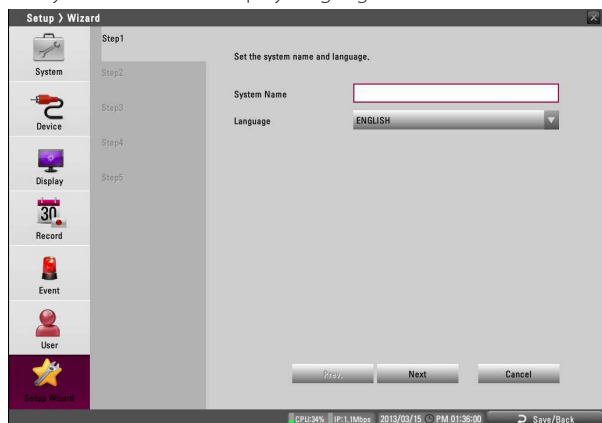 Setup > Wizard
System
Device
Display
30
Record
Event
User
Setup Wizard
Step1
Step2
Step3
Step4
Step5
Set the system name and language.
System Name
Language ENGLISH
Prev. Next Cancel
CPU:34% IP:1.1Mbps 2013/03/15 PM 01:36:00 Save/Back